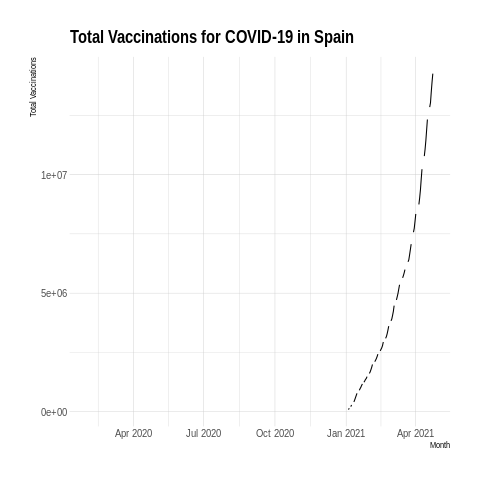 Total Vaccinations for COVID-19 in Spain
Total Vaccinations
1e+07
5e+06
0e+00
Apr 2020 Jul 2020 Oct 2020 Jan 2021 Apr 2021
Month